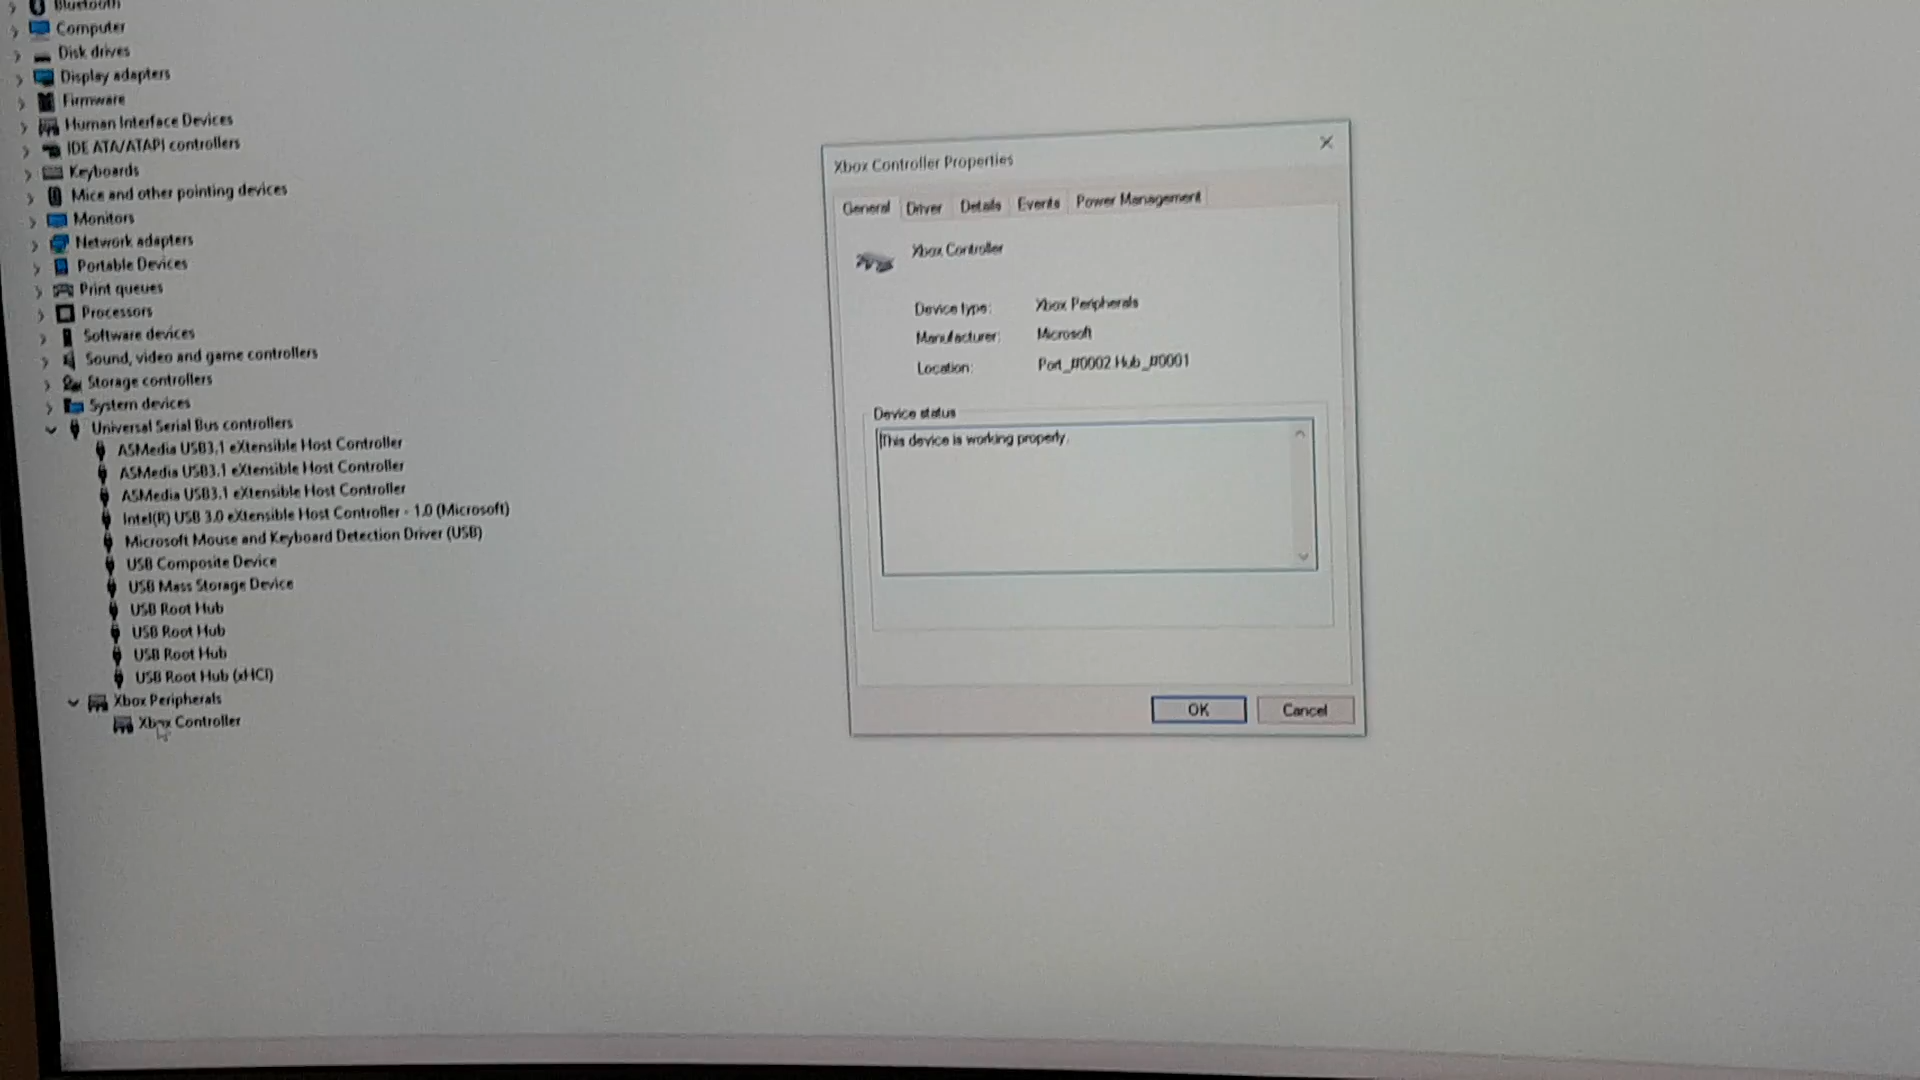 Bluetooth
Computer
Disk drives
Display adapters
Firmware
Human Interface Devices
IDE ATA/ATAPI controllers
Keyboards
Mice and other pointing devices
Monitors
Network adapters
Portable Devices
Print queues
Processors
Software devices
Sound, video and game controllers
Storage controllers
System devices
Universal Serial Bus controllers
ASMedia USB3.1 eXtensible Host Controller
ASMedia USB3.1 eXtensible Host Controller
ASMedia USB3.1 eXtensible Host Controller
Intel(R) USB 3.0 eXtensible Host Controller - 1.0 (Microsoft)
Microsoft Mouse and Keyboard Detection Driver (USB)
USB Composite Device
USB Mass Storage Device
USB Root Hub
USB Root Hub
USB Root Hub
USB Root Hub (xHCI)
Xbox Peripherals
Xbox Controller
Xbox Controller Properties
General Driver Details Events Power Management
Xbox Controller
Device type: Xbox Peripherals
Manufacturer: Microsoft
Location: Port_#0002.Hub_#0001
Device status
This device is working properly.
OK Cancel